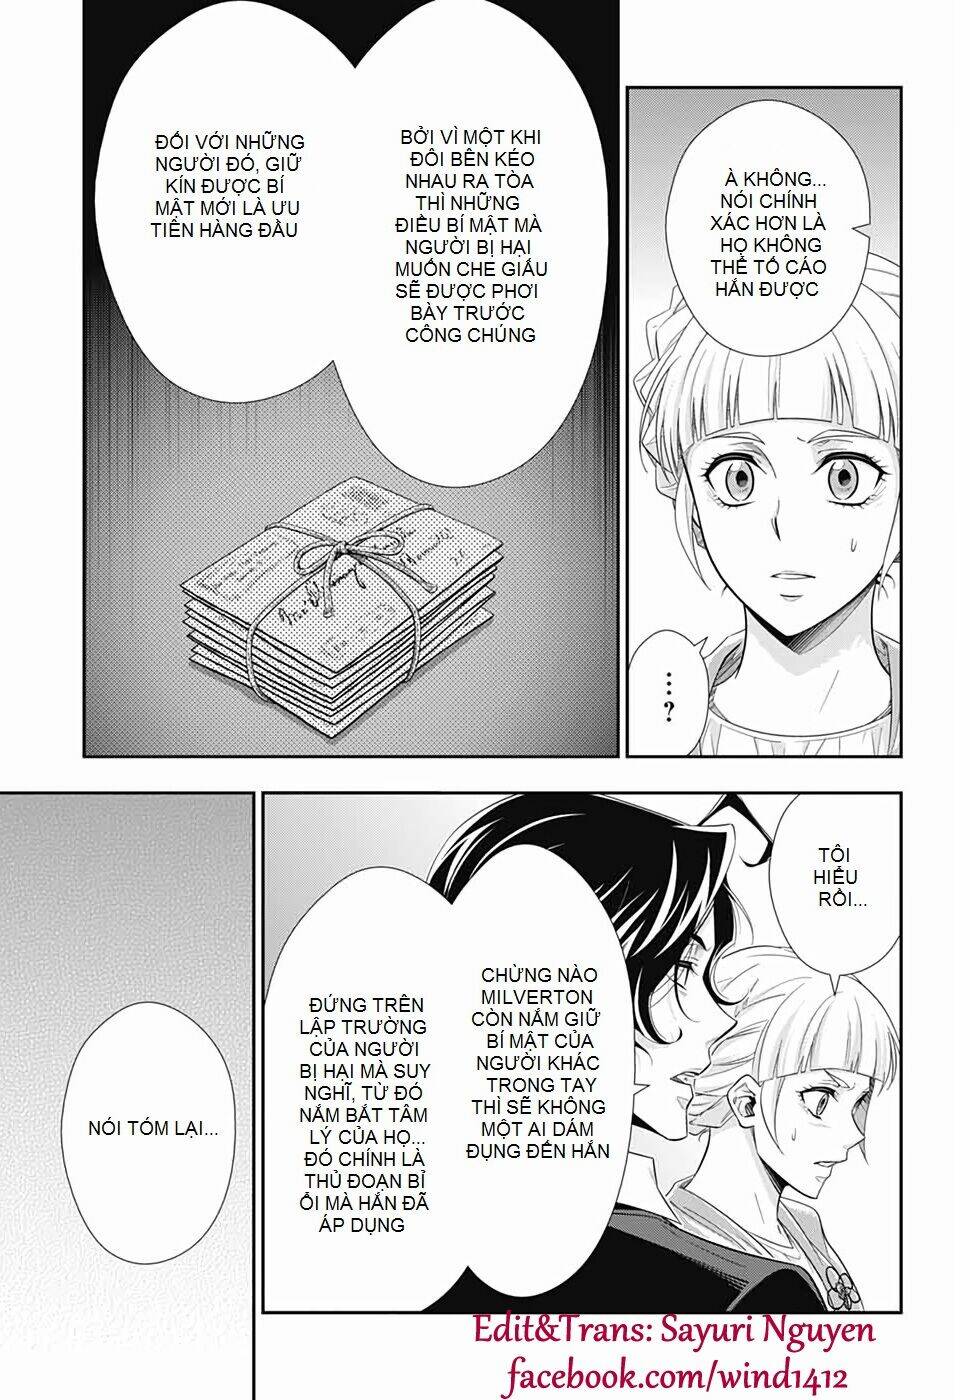 À KHÔNG...
NÓI CHÍNH
XÁC HƠN LÀ
HỌ KHÔNG
THỂ TỐ CÁO
HẮN ĐƯỢC
...?
BỞI VÌ MỘT KHI
ĐÔI BÊN KÉO
NHAU RA TÒA
THÌ NHỮNG
ĐIỀU BÍ MẬT MÀ
NGƯỜI BỊ HẠI
MUỐN CHE GIẤU
SẼ ĐƯỢC PHƠI
BÀY TRƯỚC
CÔNG CHÚNG
ĐỐI VỚI NHỮNG
NGƯỜI ĐÓ, GIỮ
KÍN ĐƯỢC BÍ
MẬT MỚI LÀ ƯU
TIÊN HÀNG ĐẦU
TÔI
HIỂU
RỒI...
CHỪNG NÀO
MILVERTON
CÒN NẮM GIỮ
BÍ MẬT CỦA
NGƯỜI KHÁC
TRONG TAY
THÌ SẼ KHÔNG
MỘT AI DÁM
ĐỤNG ĐẾN HẮN
ĐỨNG TRÊN
LẬP TRƯỜNG
CỦA NGƯỜI
BỊ HẠI MÀ SUY
NGHĨ, TỪ ĐÓ
NẮM BẮT TÂM
LÝ CỦA HỌ...
ĐÓ CHÍNH LÀ
THỦ ĐOẠN BỈ
ỔI MÀ HẮN ĐÃ
ÁP DỤNG
NÓI TÓM LẠI...
Edit&Trans: Sayuri Nguyen
facebook.com/wind1412